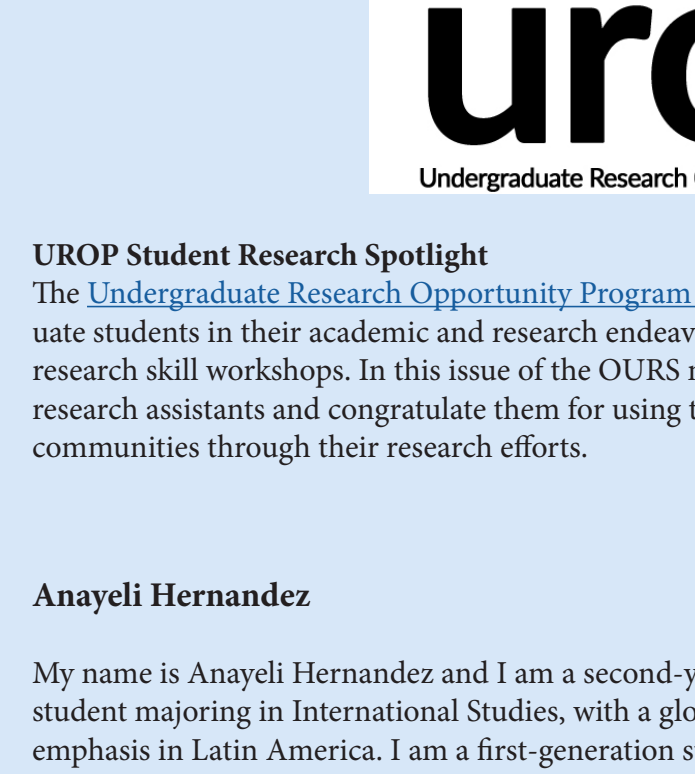 uro
Undergraduate Research
UROP Student Research Spotlight
The Undergraduate Research Opportunity Program
uate students in their academic and research endeav
research skill workshops. In this issue of the OURS
research assistants and congratulate them for using
communities through their research efforts.
Anayeli Hernandez
My name is Anayeli Hernandez and I am a second-y
student majoring in International Studies, with a glo
emphasis in Latin America. I am a first-generation s